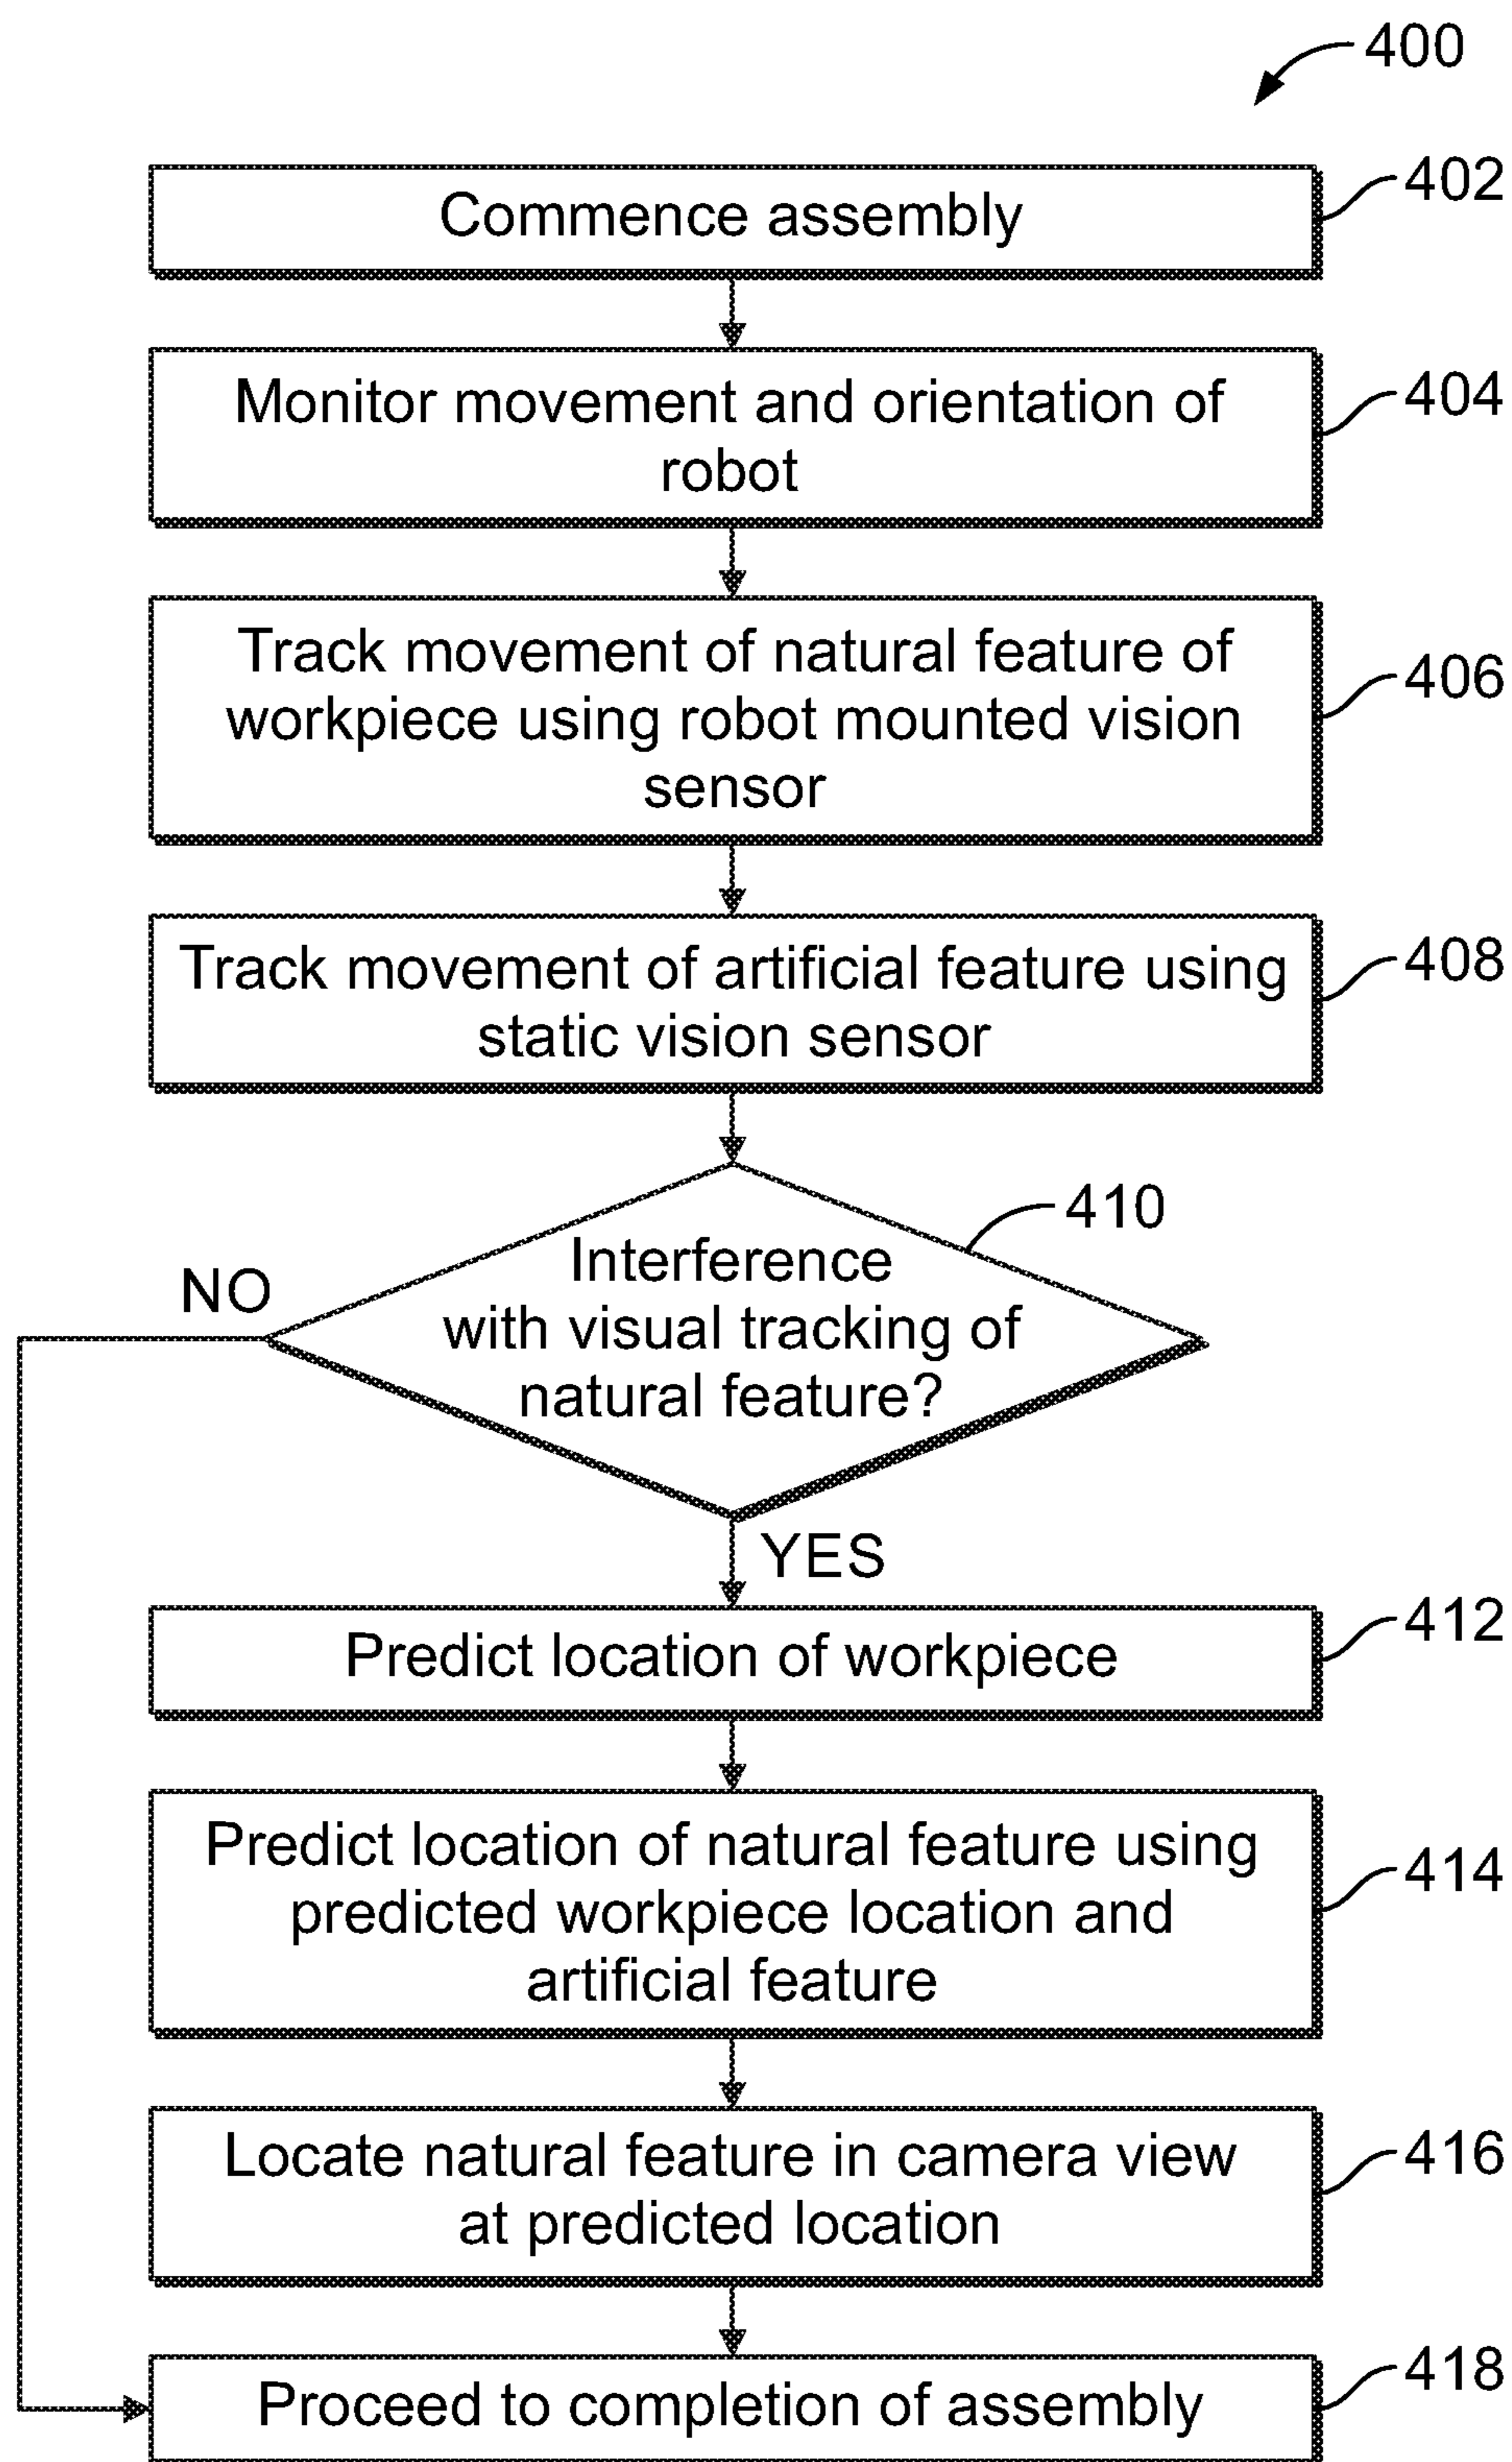 400
Commence assembly
402
Monitor movement and orientation of
robot
404
Track movement of natural feature of
workpiece using robot mounted vision
sensor
406
Track movement of artificial feature using
static vision sensor
408
Interference
with visual tracking of
natural feature?
410
NO
YES
Predict location of workpiece
412
Predict location of natural feature using
predicted workpiece location and
artificial feature
414
Locate natural feature in camera view
at predicted location
416
Proceed to completion of assembly
418